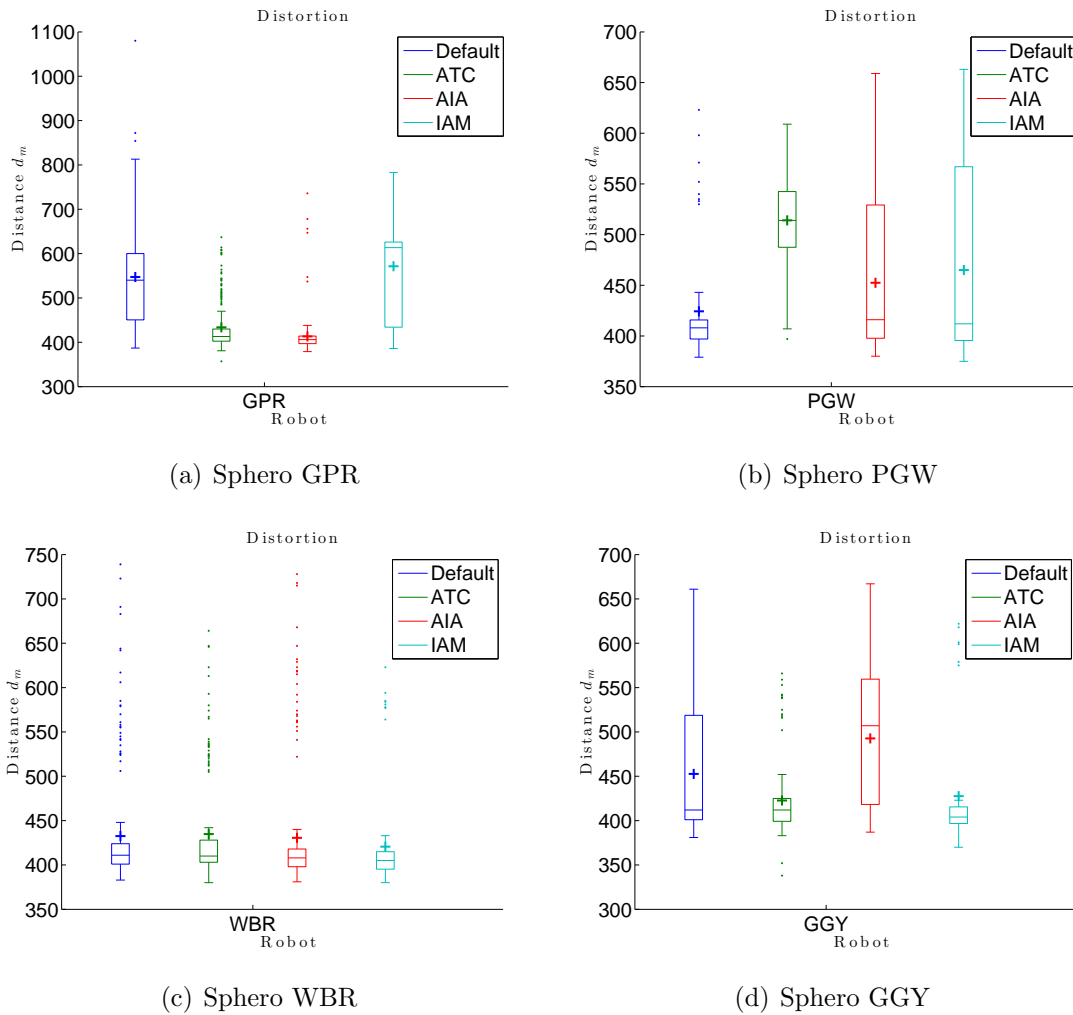 Distortion
1100
1000
900
800
700
600
500
400
300
Distance d_m
Default
ATC
AIA
IAM
GPR
Robot
(a) Sphero GPR
Distortion
700
650
600
550
500
450
400
350
Distance d_m
Default
ATC
AIA
IAM
PGW
Robot
(b) Sphero PGW
Distortion
750
700
650
600
550
500
450
400
350
Distance d_m
Default
ATC
AIA
IAM
WBR
Robot
(c) Sphero WBR
Distortion
700
650
600
550
500
450
400
350
300
Distance d_m
Default
ATC
AIA
IAM
GGY
Robot
(d) Sphero GGY